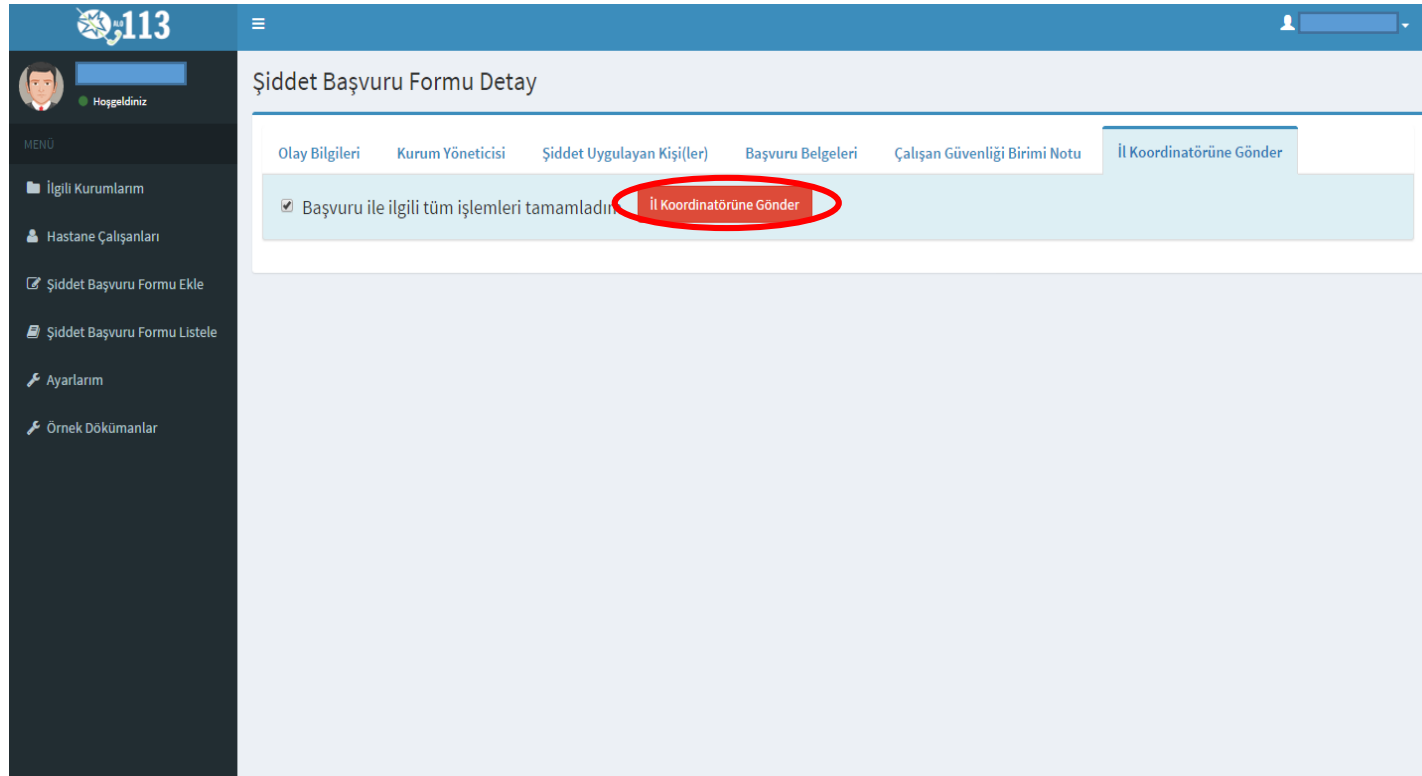 ALO 113
Hoşgeldiniz
MENÜ
İlgili Kurumlarım
Hastane Çalışanları
Şiddet Başvuru Formu Ekle
Şiddet Başvuru Formu Listele
Ayarlarım
Örnek Dökümanlar
Şiddet Başvuru Formu Detay
Olay Bilgileri Kurum Yöneticisi Şiddet Uygulayan Kişi(ler) Başvuru Belgeleri Çalışan Güvenliği Birimi Notu İl Koordinatörüne Gönder
Başvuru ile ilgili tüm işlemleri tamamladım İl Koordinatörüne Gönder